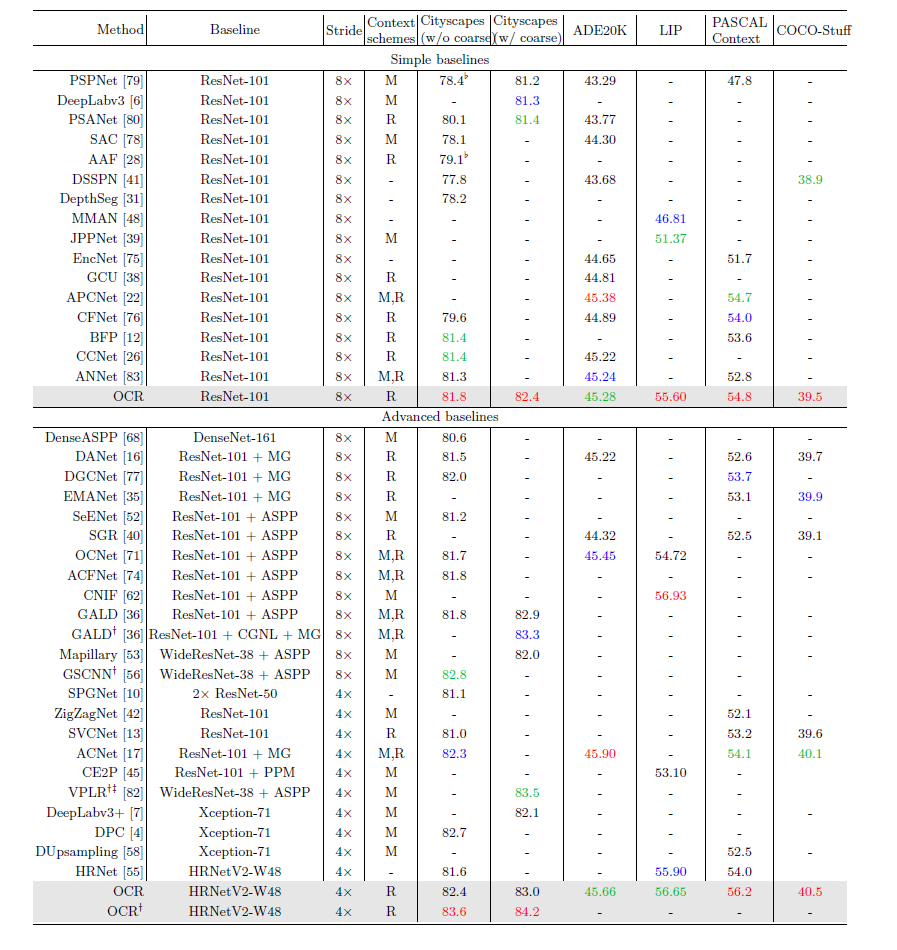 Method Baseline Stride Context schemes Cityscapes (w/o coarse) Cityscapes (w/ coarse) ADE20K LIP PASCAL Context COCO-Stuff
Simple baselines
PSPNet [79] ResNet-101 8× M 78.4♭ 81.2 43.29 - 47.8 -
DeepLabv3 [6] ResNet-101 8× M - 81.3 - - - -
PSANet [80] ResNet-101 8× R 80.1 81.4 43.77 - - -
SAC [78] ResNet-101 8× M 78.1 - 44.30 - - -
AAF [28] ResNet-101 8× R 79.1♭ - - - - -
DSSPN [41] ResNet-101 8× - 77.8 - 43.68 - - 38.9
DepthSeg [31] ResNet-101 8× - 78.2 - - - - -
MMAN [48] ResNet-101 8× - - - - 46.81 - -
JPPNet [39] ResNet-101 8× M - - - 51.37 - -
EncNet [75] ResNet-101 8× - - - 44.65 - 51.7 -
GCU [38] ResNet-101 8× R - - 44.81 - - -
APCNet [22] ResNet-101 8× M,R - - 45.38 - 54.7 -
CFNet [76] ResNet-101 8× R 79.6 - 44.89 - 54.0 -
BFP [12] ResNet-101 8× R 81.4 - - - 53.6 -
CCNet [26] ResNet-101 8× R 81.4 - 45.22 - - -
ANNet [83] ResNet-101 8× M,R 81.3 - 45.24 - 52.8 -
OCR ResNet-101 8× R 81.8 82.4 45.28 55.60 54.8 39.5
Advanced baselines
DenseASPP [68] DenseNet-161 8× M 80.6 - - - - -
DANet [16] ResNet-101 + MG 8× R 81.5 - 45.22 - 52.6 39.7
DGCNet [77] ResNet-101 + MG 8× R 82.0 - - - 53.7 -
EMANet [35] ResNet-101 + MG 8× R - - - - 53.1 39.9
SeENet [52] ResNet-101 + ASPP 8× M 81.2 - - - - -
SGR [40] ResNet-101 + ASPP 8× R - - 44.32 - 52.5 39.1
OCNet [71] ResNet-101 + ASPP 8× M,R 81.7 - 45.45 54.72 - -
ACFNet [74] ResNet-101 + ASPP 8× M,R 81.8 - - - - -
CNIF [62] ResNet-101 + ASPP 8× M - - - 56.93 - -
GALD [36] ResNet-101 + ASPP 8× M,R 81.8 82.9 - - - -
GALD† [36] ResNet-101 + CGNL + MG 8× M,R - 83.3 - - - -
Mapillary [53] WideResNet-38 + ASPP 8× M - 82.0 - - - -
GSCNN† [56] WideResNet-38 + ASPP 8× M 82.8 - - - - -
SPGNet [10] 2× ResNet-50 4× - 81.1 - - - - -
ZigZagNet [42] ResNet-101 4× M - - - - 52.1 -
SVCNet [13] ResNet-101 4× R 81.0 - - - 53.2 39.6
ACNet [17] ResNet-101 + MG 4× M,R 82.3 - 45.90 - 54.1 40.1
CE2P [45] ResNet-101 + PPM 4× M - - - 53.10 -
VPLR†‡ [82] WideResNet-38 + ASPP 4× M - 83.5 - - - -
DeepLabv3+ [7] Xception-71 4× M - 82.1 - - - -
DPC [4] Xception-71 4× M 82.7 - - - -
DUpsampling [58] Xception-71 4× M - - - - 52.5 -
HRNet [55] HRNetV2-W48 4× - 81.6 - - 55.90 54.0
OCR HRNetV2-W48 4× R 82.4 83.0 45.66 56.65 56.2 40.5
OCR† HRNetV2-W48 4× R 83.6 84.2 - - - -